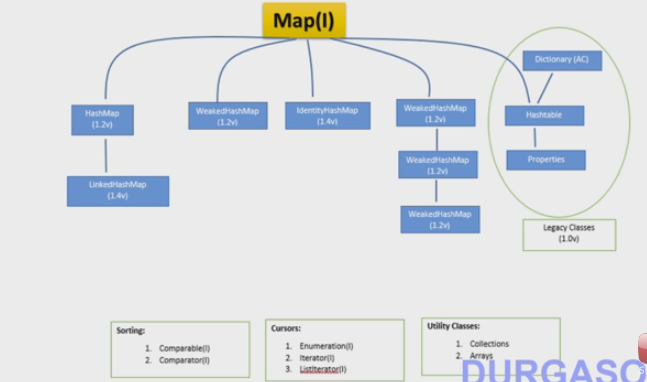 Map(I)
Dictionary (AC)
HashMap
(1.2v)
WeakedHashMap
(1.2v)
IdentityHashMap
(1.4v)
WeakedHashMap
(1.2v)
Hashtable
WeakedHashMap
(1.2v)
Properties
LinkedHashMap
(1.4v)
WeakedHashMap
(1.2v)
Legacy Classes
(1.0v)
Sorting:
1. Comparable(I)
2. Comparator(I)
Cursors:
1. Enumeration(I)
2. Iterator(I)
3. ListIterator(I)
Utility Classes:
1. Collections
2. Arrays
DURGASO